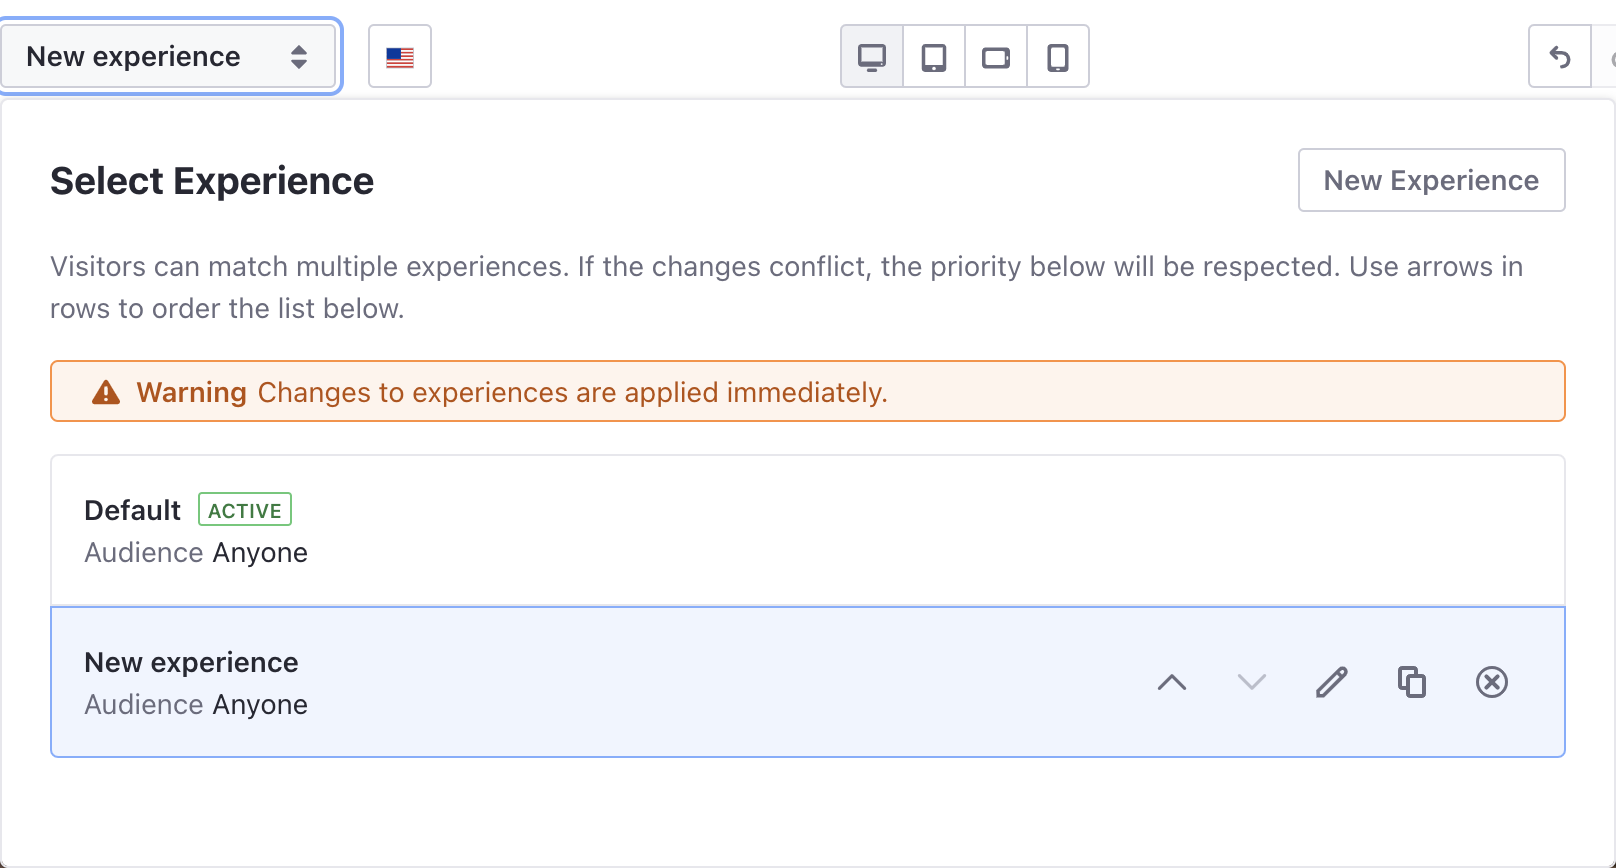 New experience
Select Experience
New Experience
Visitors can match multiple experiences. If the changes conflict, the priority below will be respected. Use arrows in
rows to order the list below.
Warning Changes to experiences are applied immediately.
Default ACTIVE
Audience Anyone
New experience
Audience Anyone